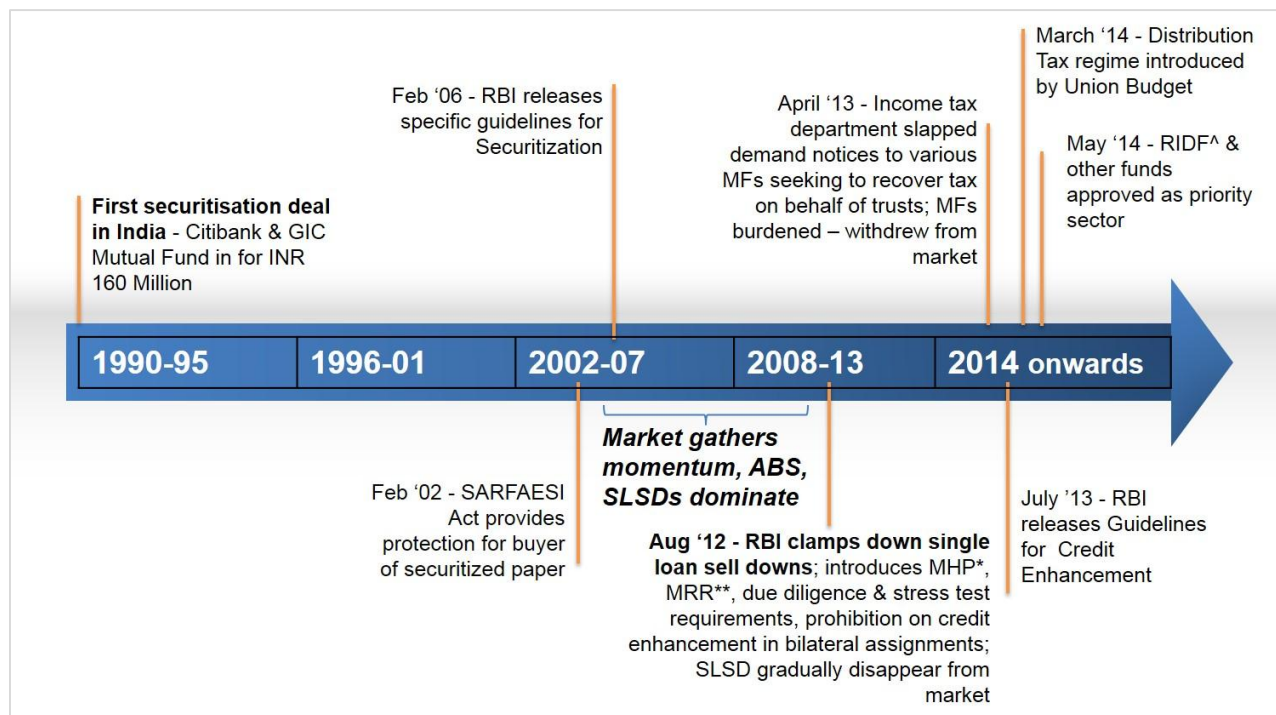 March ‘14 - Distribution
Tax regime introduced
by Union Budget
Feb ‘06 - RBI releases
specific guidelines for
Securitization
April ‘13 - Income tax
department slapped
demand notices to various
MFs seeking to recover tax
on behalf of trusts; MFs
burdened – withdrew from
market
May ‘14 - RIDF^ &
other funds
approved as priority
sector
First securitisation deal
in India - Citibank & GIC
Mutual Fund in for INR
160 Million
1990-95
1996-01
2002-07
2008-13
2014 onwards
Market gathers
momentum, ABS,
SLSDs dominate
Feb ‘02 - SARFAESI
Act provides
protection for buyer
of securitized paper
Aug ‘12 - RBI clamps down single
loan sell downs; introduces MHP*,
MRR**, due diligence & stress test
requirements, prohibition on credit
enhancement in bilateral assignments;
SLSD gradually disappear from
market
July ’13 - RBI
releases Guidelines
for Credit
Enhancement